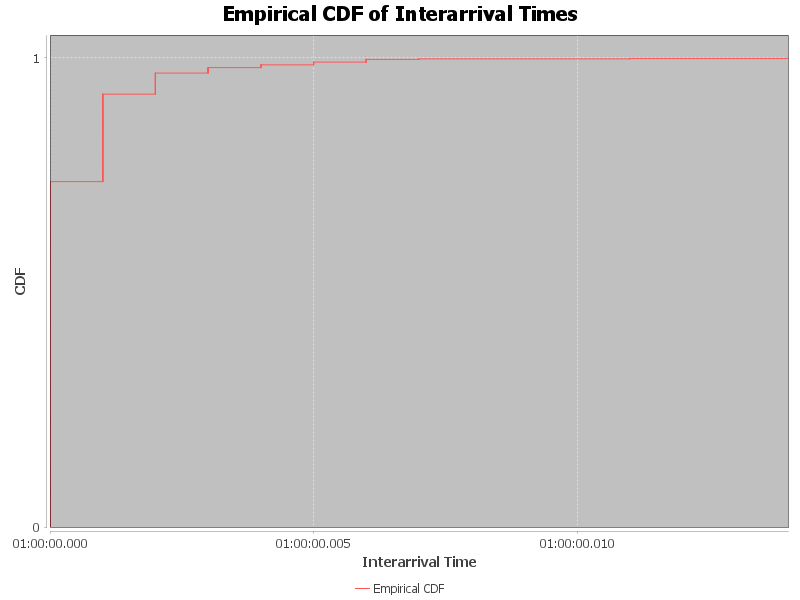 Empirical CDF of Interarrival Times
1
CDF
0
01:00:00.000 01:00:00.005 01:00:00.010
Interarrival Time
Empirical CDF